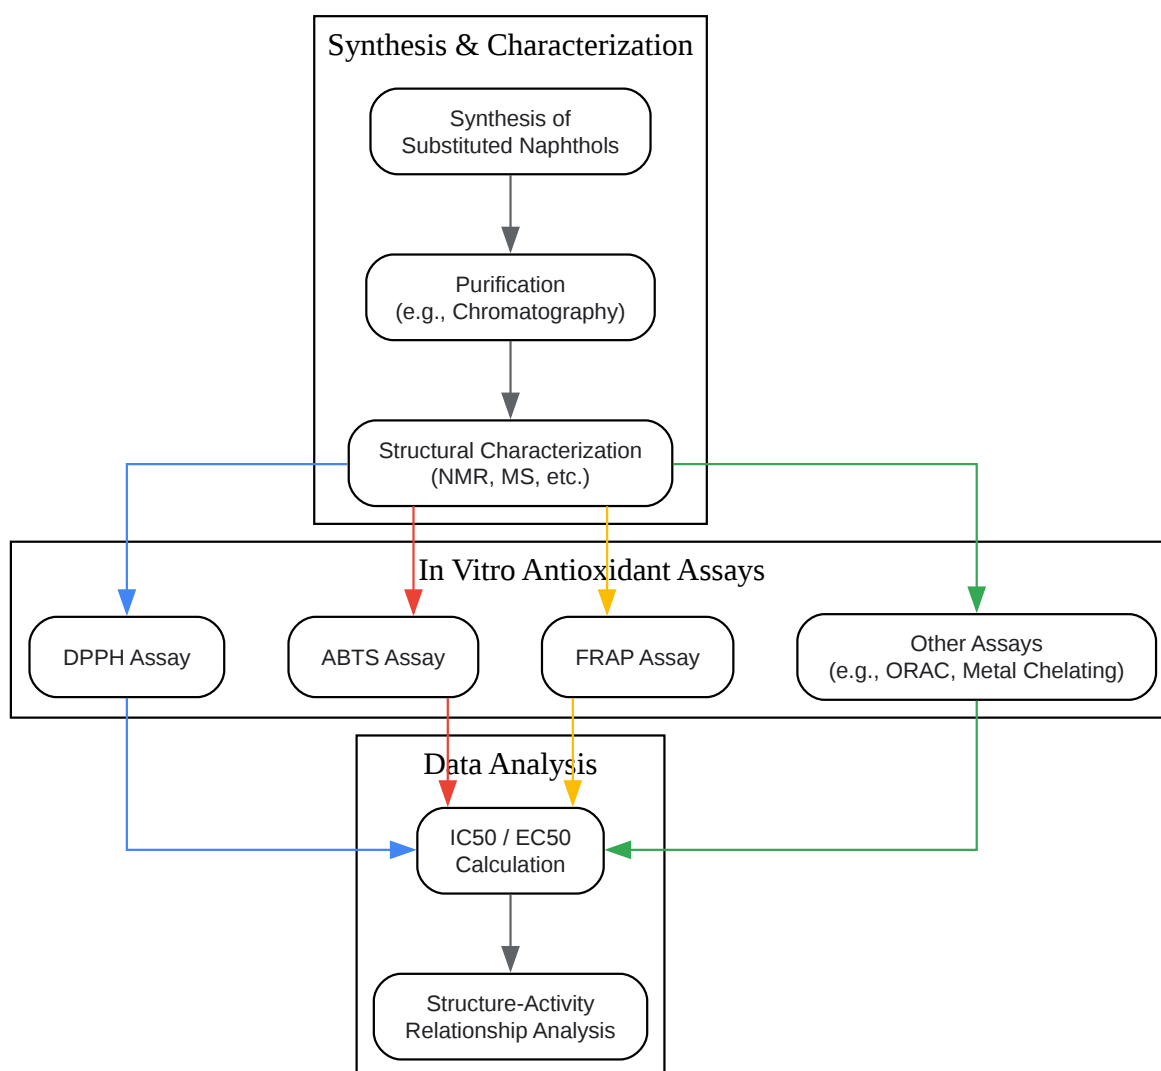 Synthesis & Characterization
Synthesis of
Substituted Naphthols
Purification
(e.g., Chromatography)
Structural Characterization
(NMR, MS, etc.)
In Vitro Antioxidant Assays
DPPH Assay
ABTS Assay
FRAP Assay
Other Assays
(e.g., ORAC, Metal Chelating)
Data Analysis
IC50 / EC50
Calculation
Structure-Activity
Relationship Analysis